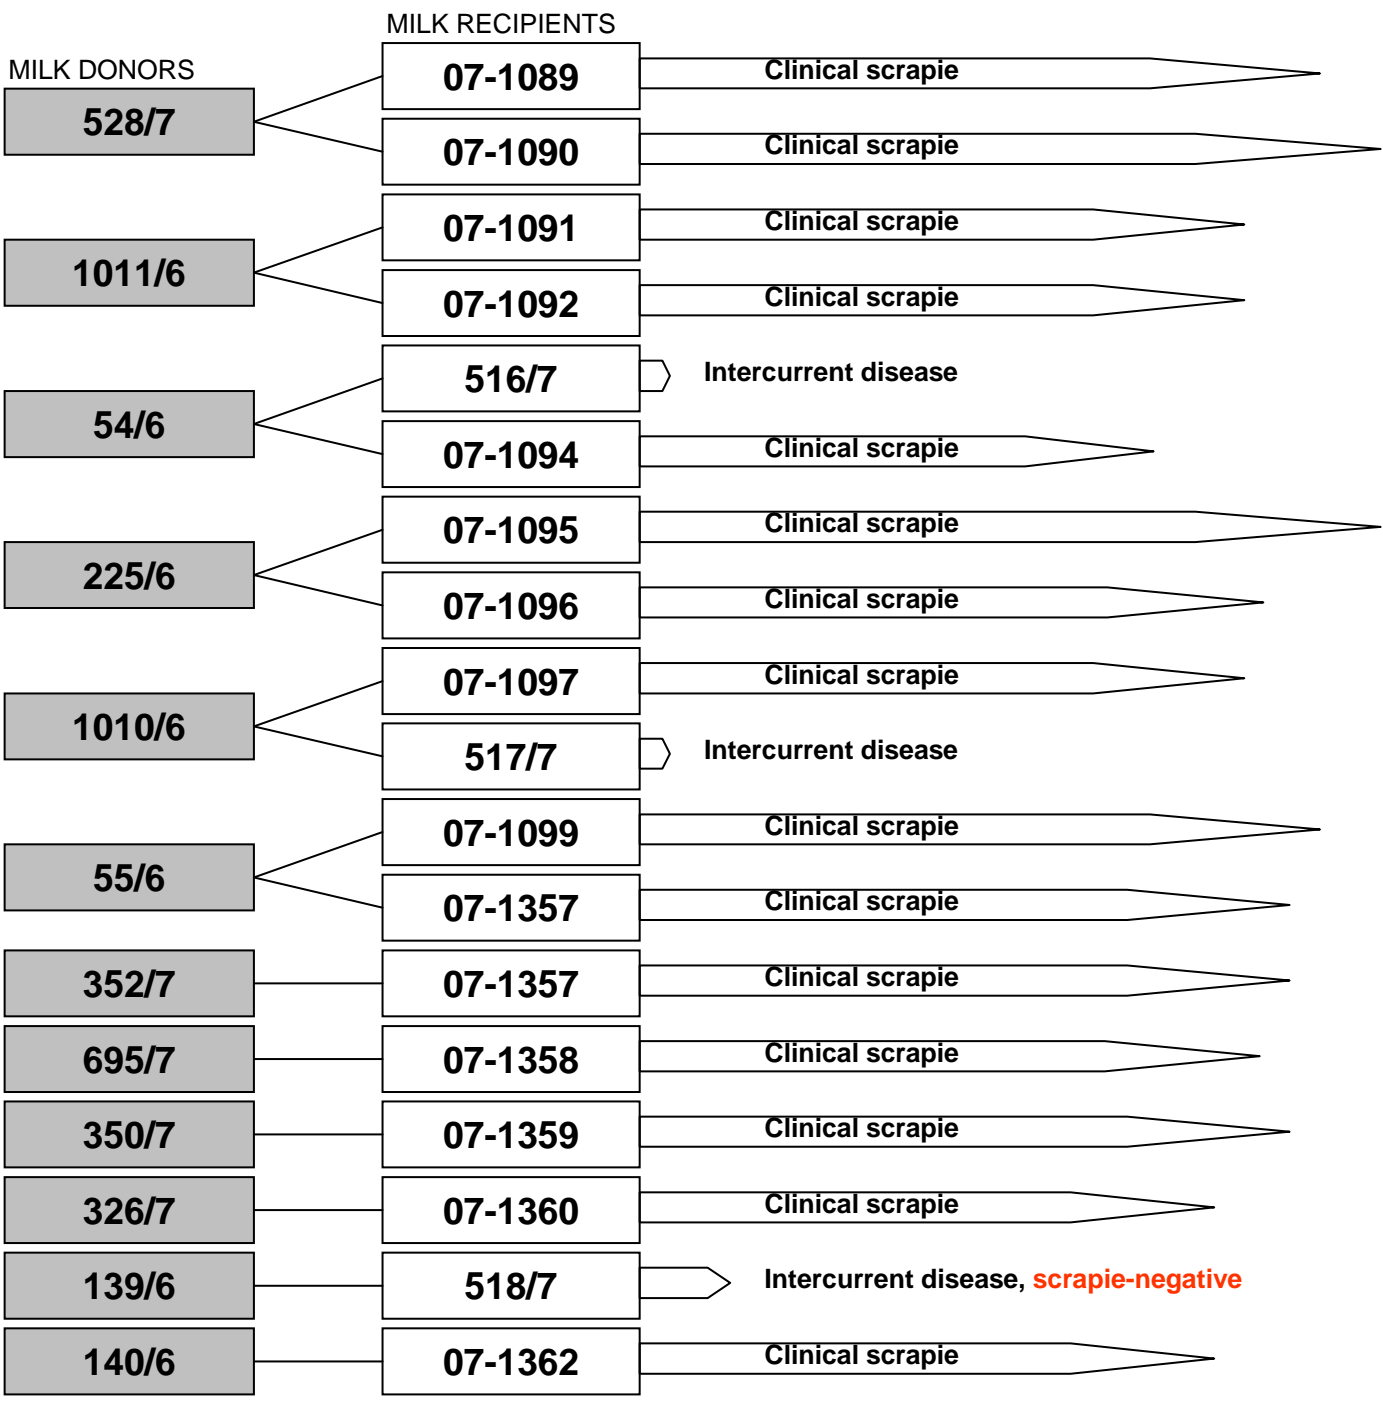 MILK RECIPIENTS
MILK DONORS
528/7
07-1089 Clinical scrapie
07-1090 Clinical scrapie
1011/6
07-1091 Clinical scrapie
07-1092 Clinical scrapie
54/6
516/7 Intercurrent disease
07-1094 Clinical scrapie
225/6
07-1095 Clinical scrapie
07-1096 Clinical scrapie
1010/6
07-1097 Clinical scrapie
517/7 Intercurrent disease
55/6
07-1099 Clinical scrapie
07-1357 Clinical scrapie
352/7 07-1357 Clinical scrapie
695/7 07-1358 Clinical scrapie
350/7 07-1359 Clinical scrapie
326/7 07-1360 Clinical scrapie
139/6 518/7 Intercurrent disease, scrapie-negative
140/6 07-1362 Clinical scrapie